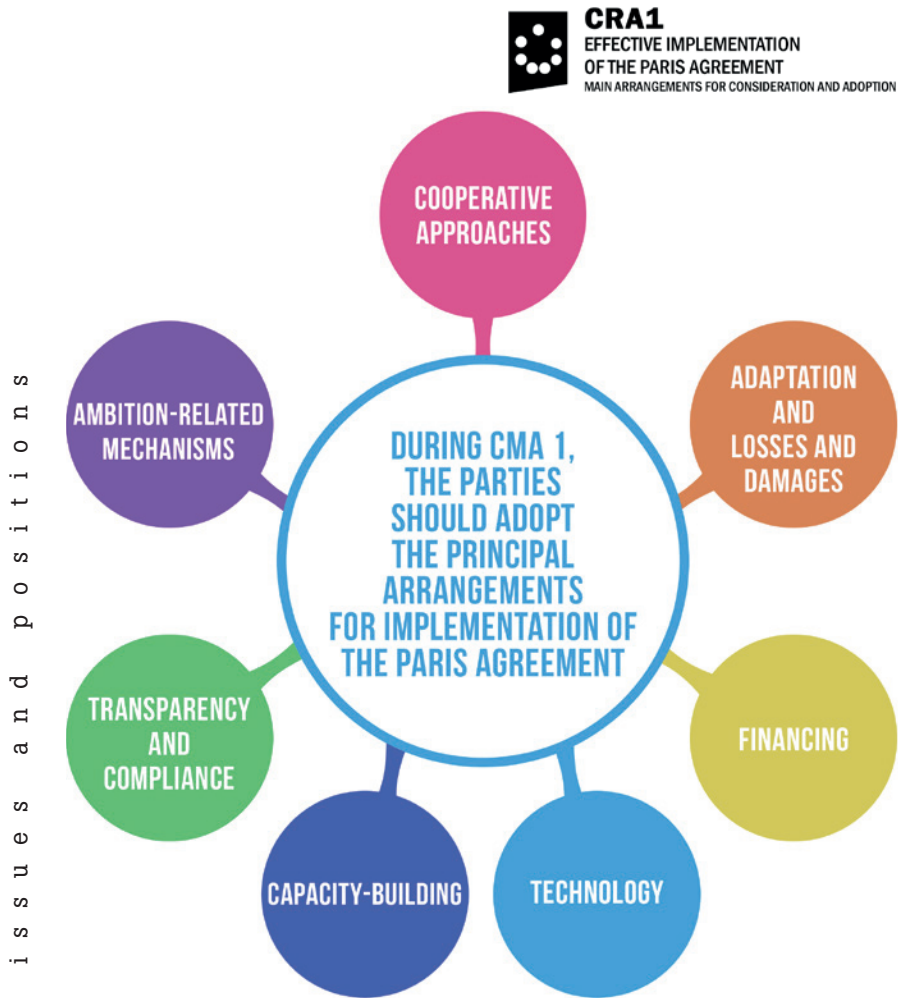 CRA1
EFFECTIVE IMPLEMENTATION
OF THE PARIS AGREEMENT
MAIN ARRANGEMENTS FOR CONSIDERATION AND ADOPTION
COOPERATIVE
APPROACHES
ADAPTATION
AND
LOSSES AND
DAMAGES
AMBITION-RELATED
MECHANISMS
DURING CMA 1,
THE PARTIES
SHOULD ADOPT
THE PRINCIPAL
ARRANGEMENTS
FOR IMPLEMENTATION OF
THE PARIS AGREEMENT
TRANSPARENCY
AND
COMPLIANCE
FINANCING
CAPACITY-BUILDING
TECHNOLOGY
issues and positions